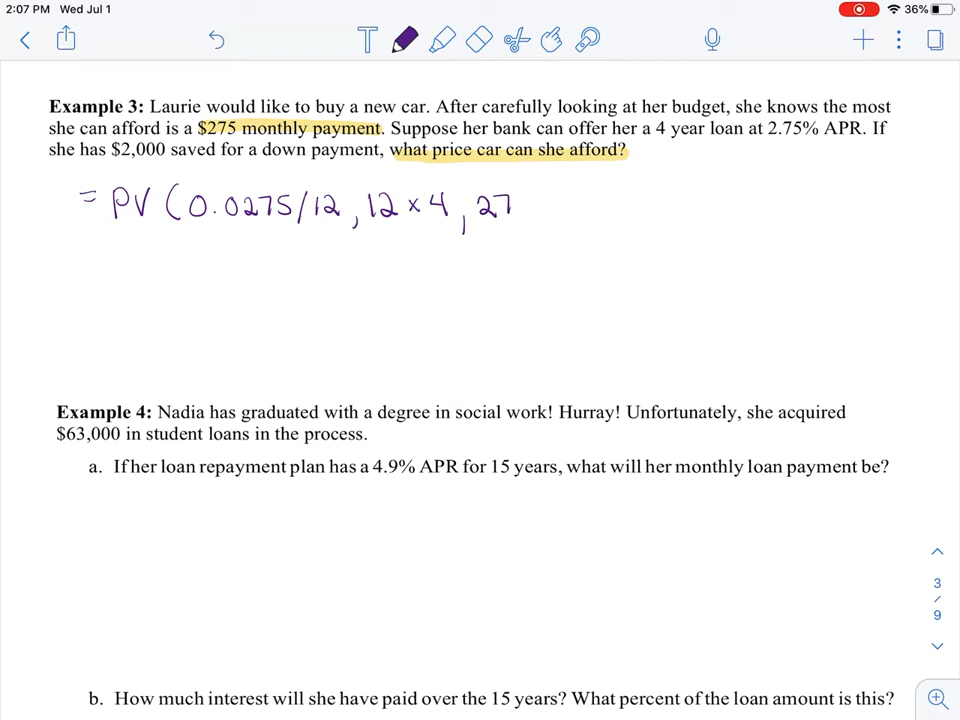 2:07 PM Wed Jul 1 36%
T
Example 3: Laurie would like to buy a new car. After carefully looking at her budget, she knows the most
she can afford is a $275 monthly payment. Suppose her bank can offer her a 4 year loan at 2.75% APR. If
she has $2,000 saved for a down payment, what price car can she afford?
= PV (0.0275/12, 12 × 4, 27
Example 4: Nadia has graduated with a degree in social work! Hurray! Unfortunately, she acquired
$63,000 in student loans in the process.
a. If her loan repayment plan has a 4.9% APR for 15 years, what will her monthly loan payment be?
3
/
9
b. How much interest will she have paid over the 15 years? What percent of the loan amount is this?